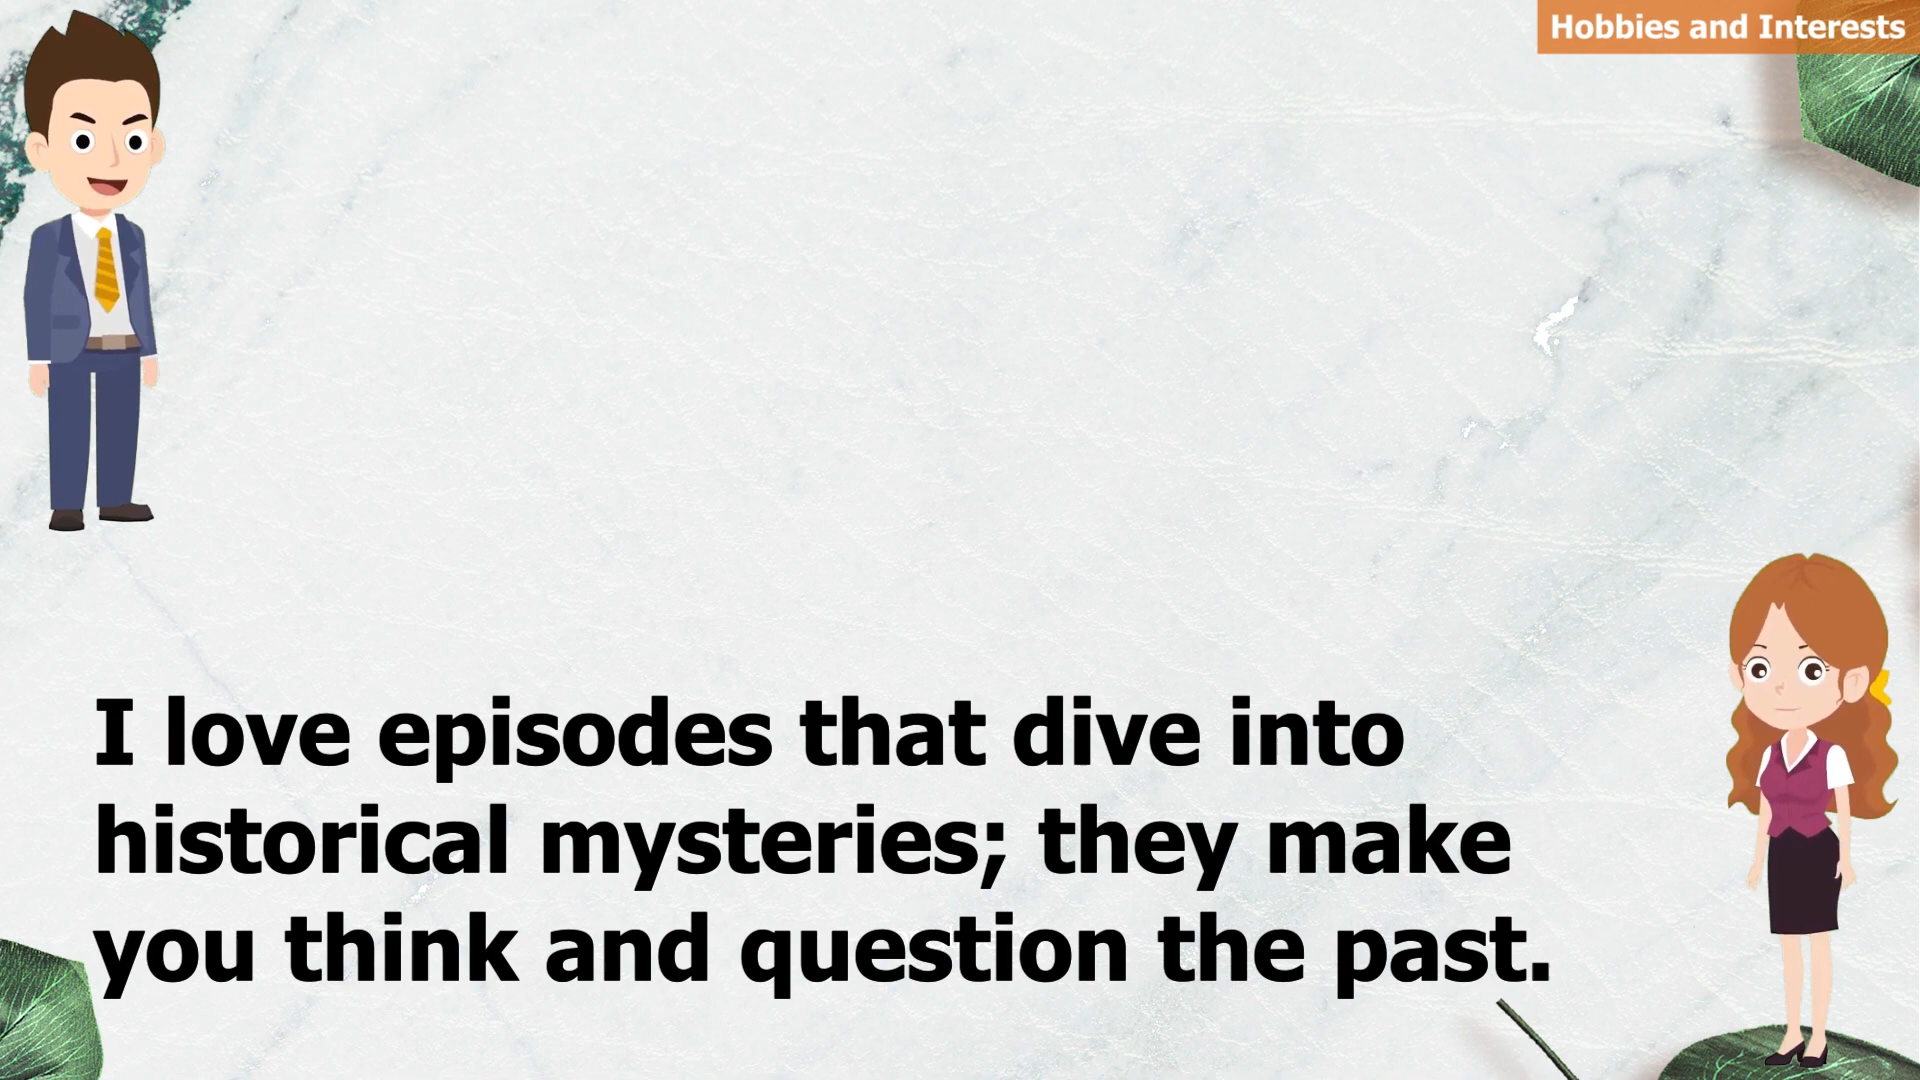 Hobbies and Interests
I love episodes that dive into
historical mysteries; they make
you think and question the past.